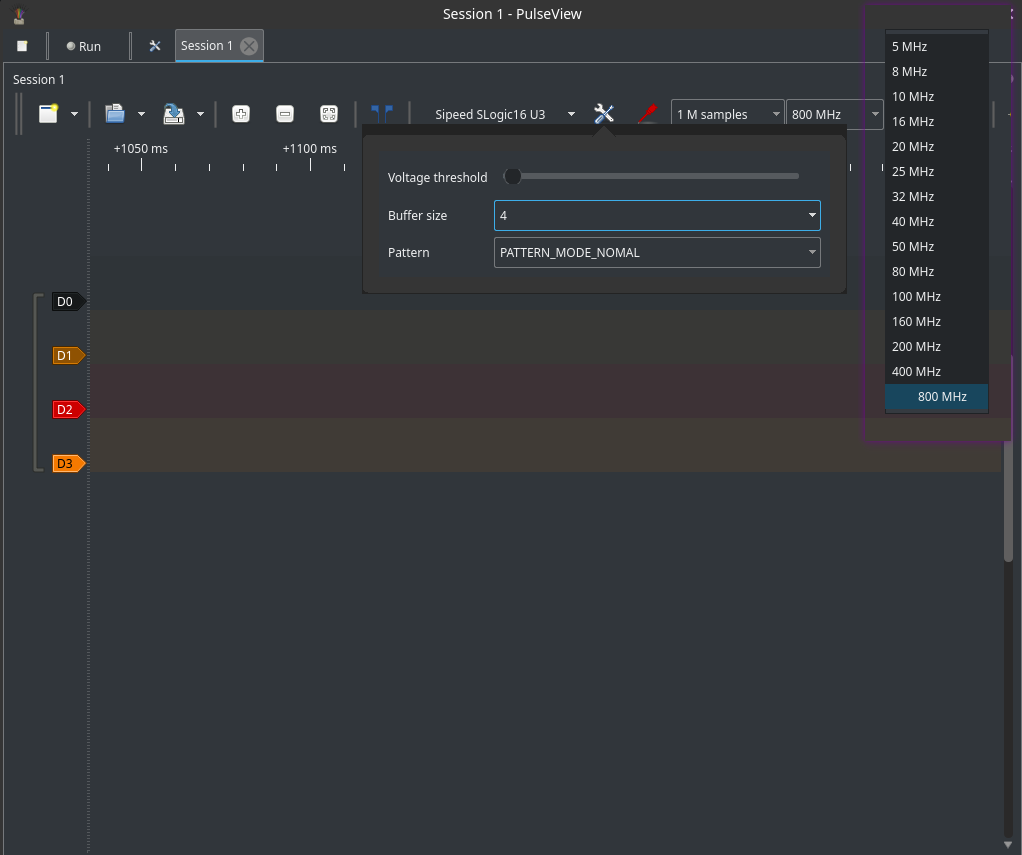 Session 1 - PulseView
Run
Session 1
Session 1
Sipeed SLogic16 U3
1 M samples
800 MHz
+1050 ms
+1100 ms
Voltage threshold
Buffer size
4
Pattern
PATTERN_MODE_NOMAL
D0
D1
D2
D3
5 MHz
8 MHz
10 MHz
16 MHz
20 MHz
25 MHz
32 MHz
40 MHz
50 MHz
80 MHz
100 MHz
160 MHz
200 MHz
400 MHz
800 MHz